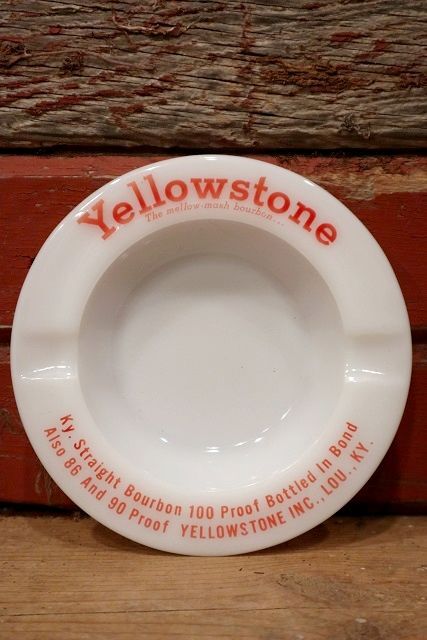 Yellowstone
The mellow-mash bourbon...
Ky. Straight Bourbon 100 Proof Bottled In Bond
Also 86 And 90 Proof YELLOWSTONE INC., LOU., KY.